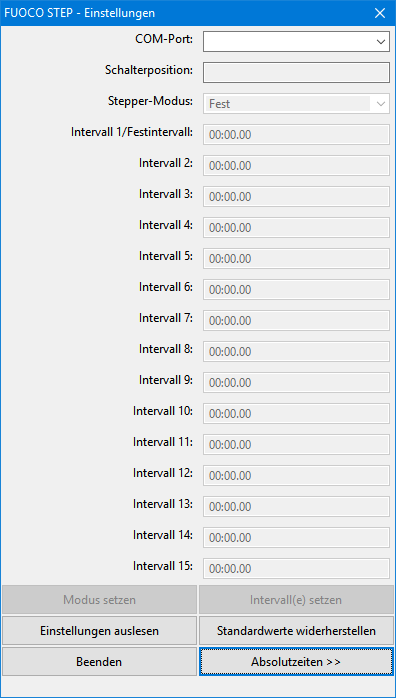 FUOCO STEP - Einstellungen
COM-Port:
Schalterposition:
Stepper-Modus: Fest
Intervall 1/Festintervall: 00:00.00
Intervall 2: 00:00.00
Intervall 3: 00:00.00
Intervall 4: 00:00.00
Intervall 5: 00:00.00
Intervall 6: 00:00.00
Intervall 7: 00:00.00
Intervall 8: 00:00.00
Intervall 9: 00:00.00
Intervall 10: 00:00.00
Intervall 11: 00:00.00
Intervall 12: 00:00.00
Intervall 13: 00:00.00
Intervall 14: 00:00.00
Intervall 15: 00:00.00
Modus setzen Intervall(e) setzen
Einstellungen auslesen Standardwerte widerherstellen
Beenden Absolutzeiten >>